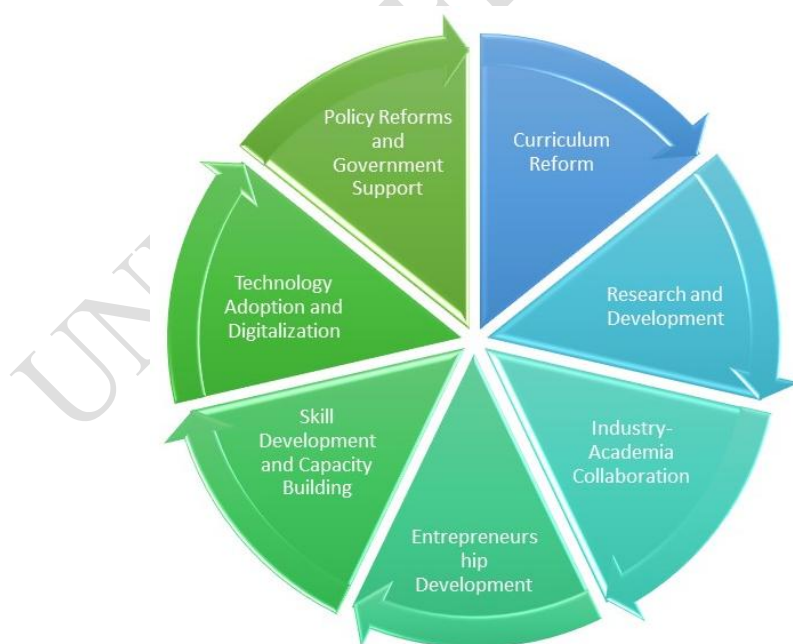 Curriculum
Reform
Research and
Development
Industry-
Academia
Collaboration
Entrepreneurs
hip
Development
Skill
Development
and Capacity
Building
Technology
Adoption and
Digitalization
Policy Reforms
and
Government
Support
UN